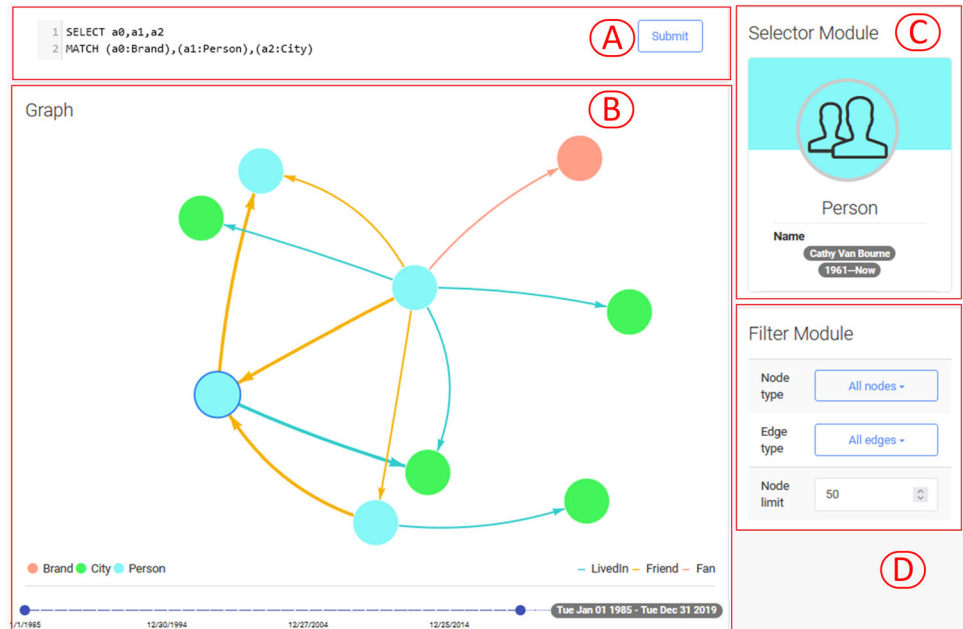 1 SELECT a0,a1,a2
2 MATCH (a0:Brand),(a1:Person),(a2:City)
A
Submit
Graph
B
Brand City Person
LivedIn Friend Fan
Tue Jan 01 1985 - Tue Dec 31 2019
/1/1985 12/30/1994 12/27/2004 12/25/2014
Selector Module
C
Person
Name
Cathy Van Bourne
1961—Now
Filter Module
Node type
All nodes
Edge type
All edges
Node limit
50
D